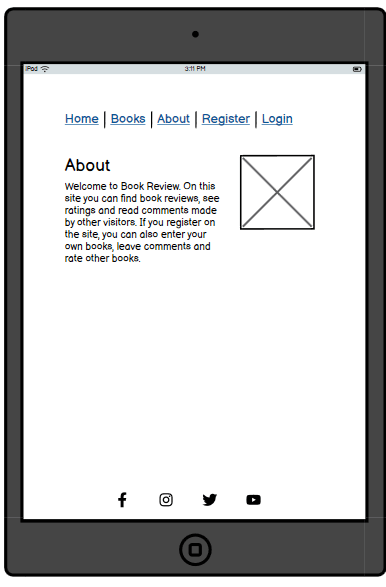 iPod 3:11 PM
Home | Books | About | Register | Login
About
Welcome to Book Review. On this
site you can find book reviews, see
ratings and read comments made
by other visitors. If you register on
the site, you can also enter your
own books, leave comments and
rate other books.